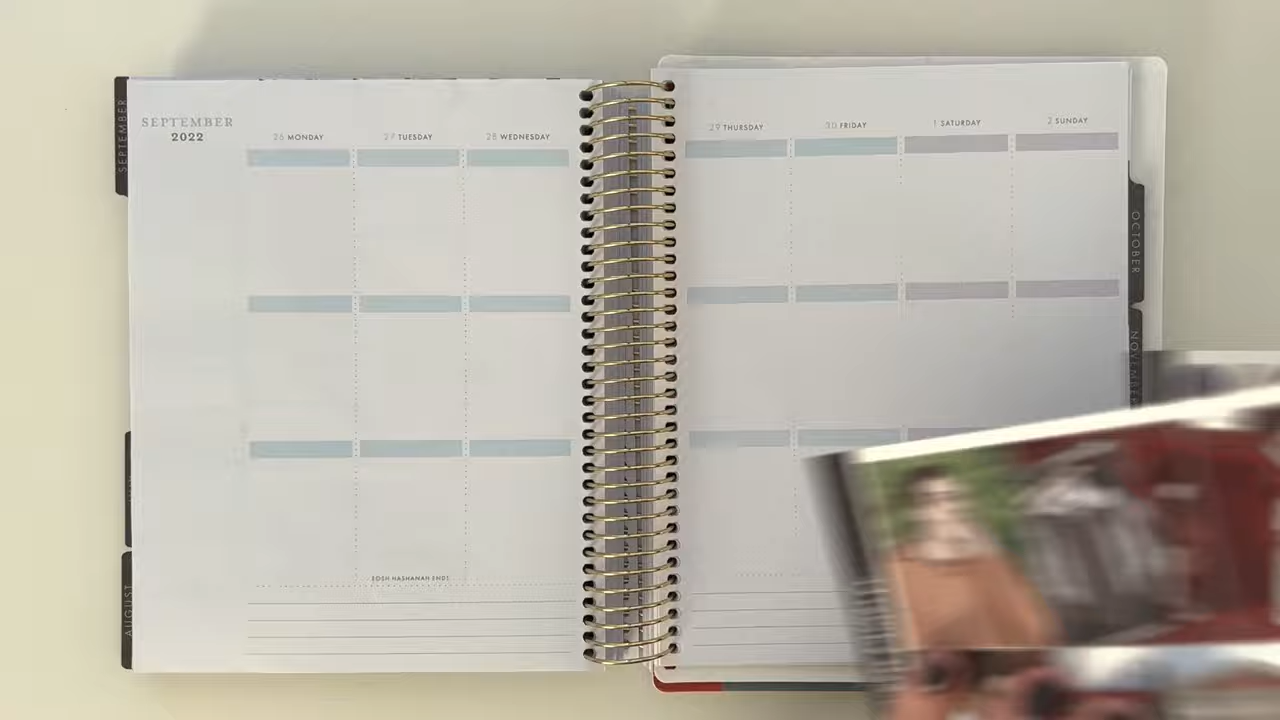 SEPTEMBER
SEPTEMBER
2022
26 MONDAY
27 TUESDAY
28 WEDNESDAY
29 THURSDAY
30 FRIDAY
1 SATURDAY
2 SUNDAY
OCTOBER
NOVEMBER
AUGUST
ROSH HASHANAH ENDS